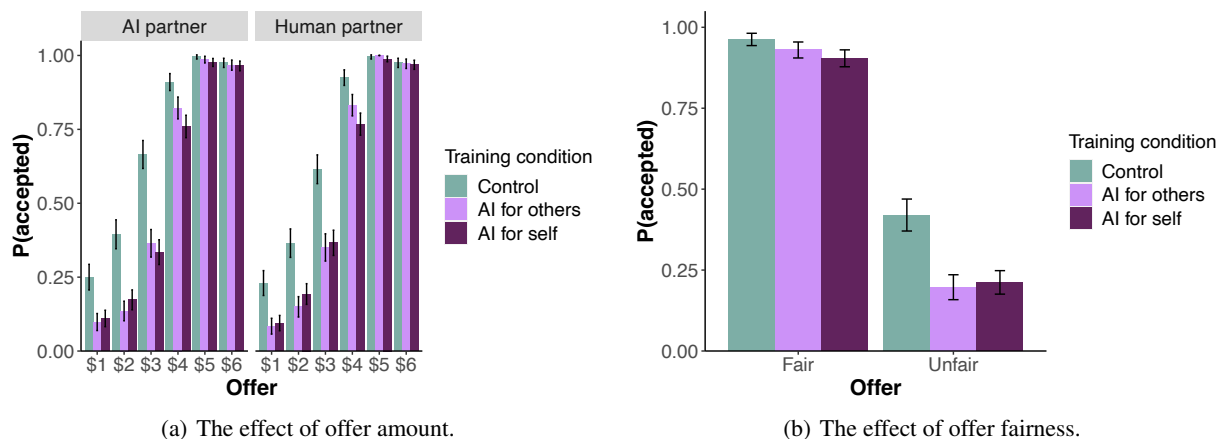 AI partner
Human partner
P(accepted)
1.00
0.75
0.50
0.25
0.00
$1 $2 $3 $4 $5 $6
$1 $2 $3 $4 $5 $6
Offer
Training condition
Control
AI for others
AI for self
(a) The effect of offer amount.
P(accepted)
1.00
0.75
0.50
0.25
0.00
Fair
Unfair
Offer
Training condition
Control
AI for others
AI for self
(b) The effect of offer fairness.